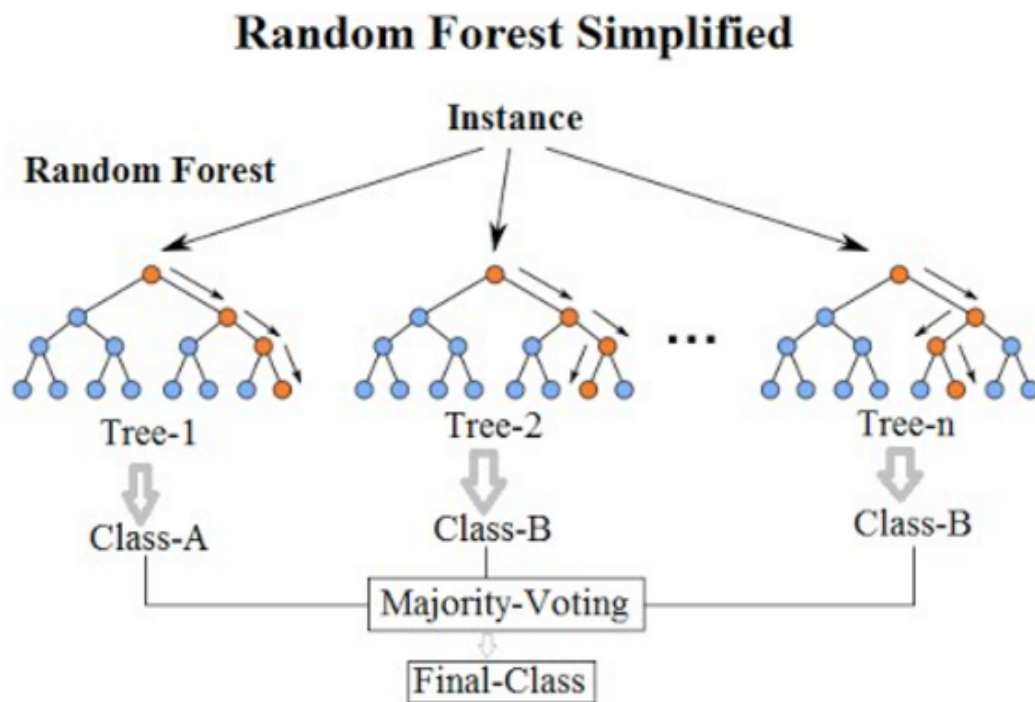 Random Forest Simplified
Instance
Random Forest
...
Tree-1
Tree-2
Tree-n
Class-A
Class-B
Class-B
Majority-Voting
Final-Class